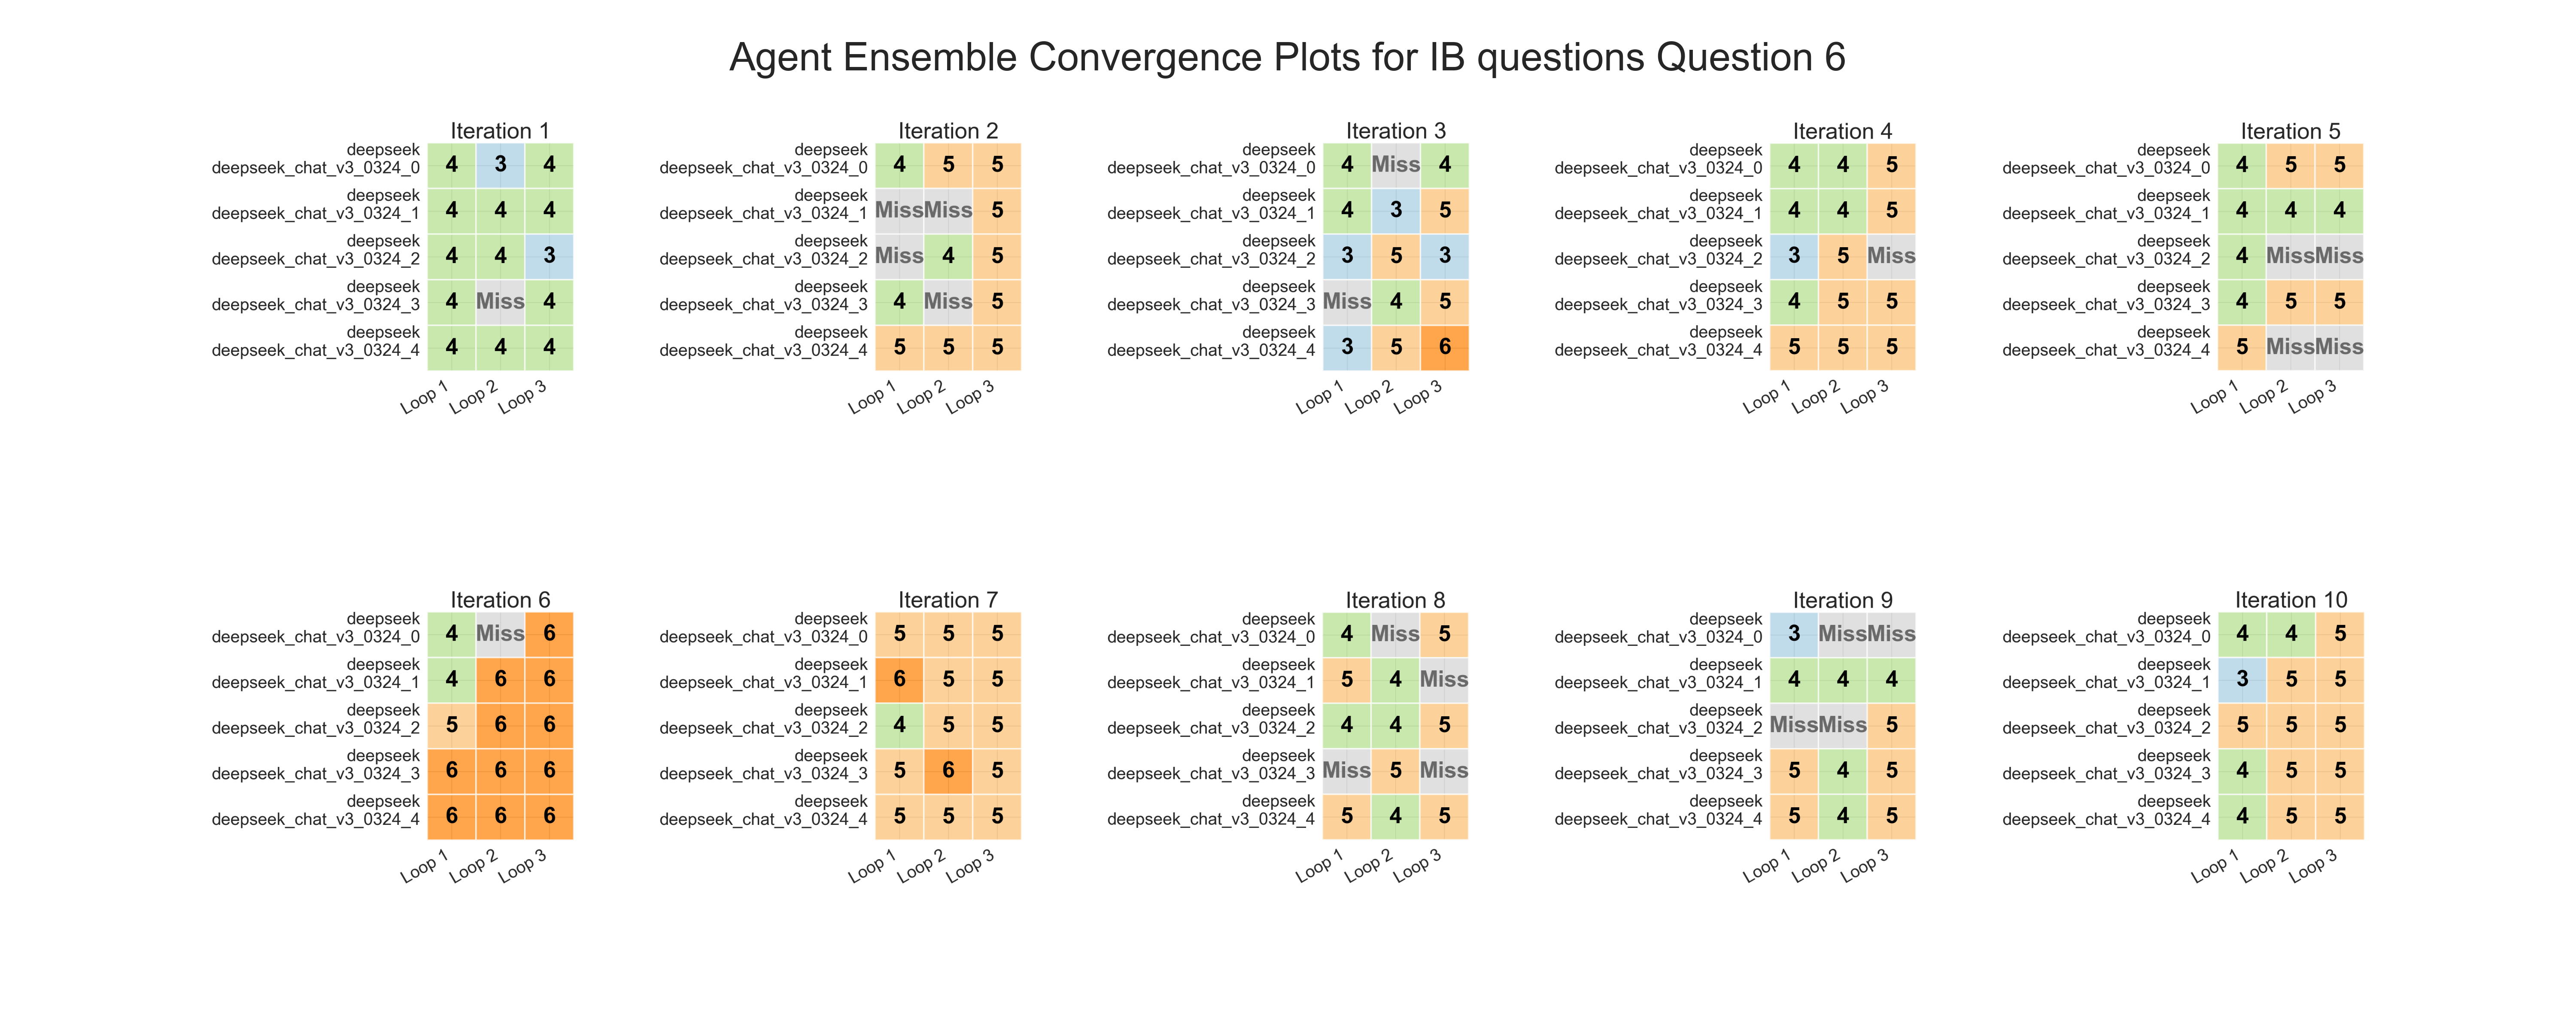 Agent Ensemble Convergence Plots for IB questions Question 6
Iteration 1
deepseek
deepseek_chat_v3_0324_0 4 3 4
deepseek
deepseek_chat_v3_0324_1 4 4 4
deepseek
deepseek_chat_v3_0324_2 4 4 3
deepseek
deepseek_chat_v3_0324_3 4 Miss 4
deepseek
deepseek_chat_v3_0324_4 4 4 4
Loop 1 Loop 2 Loop 3
Iteration 2
deepseek
deepseek_chat_v3_0324_0 4 5 5
deepseek
deepseek_chat_v3_0324_1 Miss Miss 5
deepseek
deepseek_chat_v3_0324_2 Miss 4 5
deepseek
deepseek_chat_v3_0324_3 4 Miss 5
deepseek
deepseek_chat_v3_0324_4 5 5 5
Loop 1 Loop 2 Loop 3
Iteration 3
deepseek
deepseek_chat_v3_0324_0 4 Miss 4
deepseek
deepseek_chat_v3_0324_1 4 3 5
deepseek
deepseek_chat_v3_0324_2 3 5 3
deepseek
deepseek_chat_v3_0324_3 Miss 4 5
deepseek
deepseek_chat_v3_0324_4 3 5 6
Loop 1 Loop 2 Loop 3
Iteration 4
deepseek
deepseek_chat_v3_0324_0 4 4 5
deepseek
deepseek_chat_v3_0324_1 4 4 5
deepseek
deepseek_chat_v3_0324_2 3 5 Miss
deepseek
deepseek_chat_v3_0324_3 4 5 5
deepseek
deepseek_chat_v3_0324_4 5 5 5
Loop 1 Loop 2 Loop 3
Iteration 5
deepseek
deepseek_chat_v3_0324_0 4 5 5
deepseek
deepseek_chat_v3_0324_1 4 4 4
deepseek
deepseek_chat_v3_0324_2 4 Miss Miss
deepseek
deepseek_chat_v3_0324_3 4 5 5
deepseek
deepseek_chat_v3_0324_4 5 Miss Miss
Loop 1 Loop 2 Loop 3
Iteration 6
deepseek
deepseek_chat_v3_0324_0 4 Miss 6
deepseek
deepseek_chat_v3_0324_1 4 6 6
deepseek
deepseek_chat_v3_0324_2 5 6 6
deepseek
deepseek_chat_v3_0324_3 6 6 6
deepseek
deepseek_chat_v3_0324_4 6 6 6
Loop 1 Loop 2 Loop 3
Iteration 7
deepseek
deepseek_chat_v3_0324_0 5 5 5
deepseek
deepseek_chat_v3_0324_1 6 5 5
deepseek
deepseek_chat_v3_0324_2 4 5 5
deepseek
deepseek_chat_v3_0324_3 5 6 5
deepseek
deepseek_chat_v3_0324_4 5 5 5
Loop 1 Loop 2 Loop 3
Iteration 8
deepseek
deepseek_chat_v3_0324_0 4 Miss 5
deepseek
deepseek_chat_v3_0324_1 5 4 Miss
deepseek
deepseek_chat_v3_0324_2 4 4 5
deepseek
deepseek_chat_v3_0324_3 Miss 5 Miss
deepseek
deepseek_chat_v3_0324_4 5 4 5
Loop 1 Loop 2 Loop 3
Iteration 9
deepseek
deepseek_chat_v3_0324_0 3 Miss Miss
deepseek
deepseek_chat_v3_0324_1 4 4 4
deepseek
deepseek_chat_v3_0324_2 Miss Miss 5
deepseek
deepseek_chat_v3_0324_3 5 4 5
deepseek
deepseek_chat_v3_0324_4 5 4 5
Loop 1 Loop 2 Loop 3
Iteration 10
deepseek
deepseek_chat_v3_0324_0 4 4 5
deepseek
deepseek_chat_v3_0324_1 3 5 5
deepseek
deepseek_chat_v3_0324_2 5 5 5
deepseek
deepseek_chat_v3_0324_3 4 5 5
deepseek
deepseek_chat_v3_0324_4 4 5 5
Loop 1 Loop 2 Loop 3